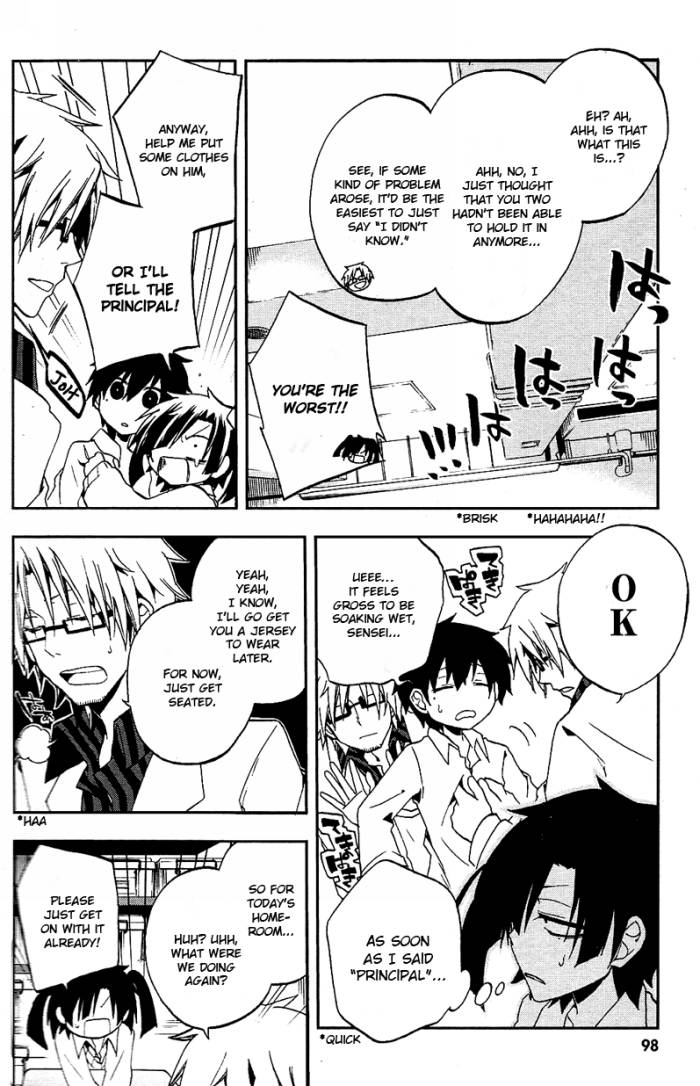 EH? AH,
AHH, IS THAT
WHAT THIS
IS...?
AHH, NO, I
JUST THOUGHT
THAT YOU TWO
HADN'T BEEN ABLE
TO HOLD IT IN
ANYMORE...
SEE, IF SOME
KIND OF PROBLEM
AROSE, IT'D BE THE
EASIEST TO JUST
SAY "I DIDN'T
KNOW."
はっ
はっ
はっ
YOU'RE THE
WORST!!
!!!!
*BRISK
*HAHAHAHA!!
ANYWAY,
HELP ME PUT
SOME CLOTHES
ON HIM,
OR I'LL
TELL THE
PRINCIPAL!
JOH
OK
UEEE...
IT FEELS
GROSS TO BE
SOAKING WET,
SENSEI...
AS SOON
AS I SAID
"PRINCIPAL"...
*QUICK
YEAH,
YEAH,
I KNOW,
I'LL GO GET
YOU A JERSEY
TO WEAR
LATER.
FOR NOW,
JUST GET
SEATED.
*HAA
SO FOR
TODAY'S
HOME-
ROOM...
HUH? UHH,
WHAT WERE
WE DOING
AGAIN?
PLEASE
JUST GET
ON WITH IT
ALREADY!
98